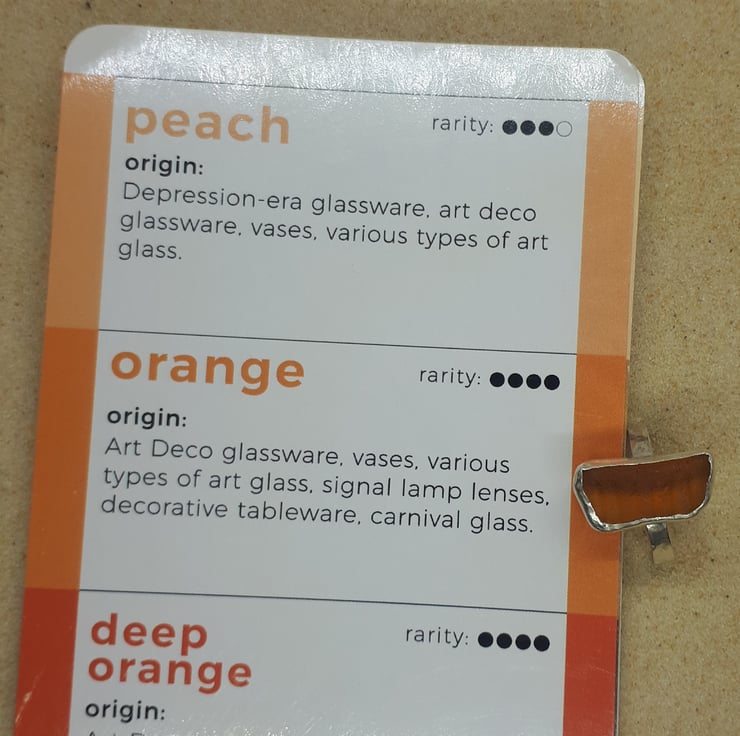 peach
rarity: ●●●○
origin:
Depression-era glassware, art deco
glassware, vases, various types of art
glass.
orange
rarity: ●●●●
origin:
Art Deco glassware, vases, various
types of art glass, signal lamp lenses,
decorative tableware, carnival glass.
deep
orange
rarity: ●●●●
origin: